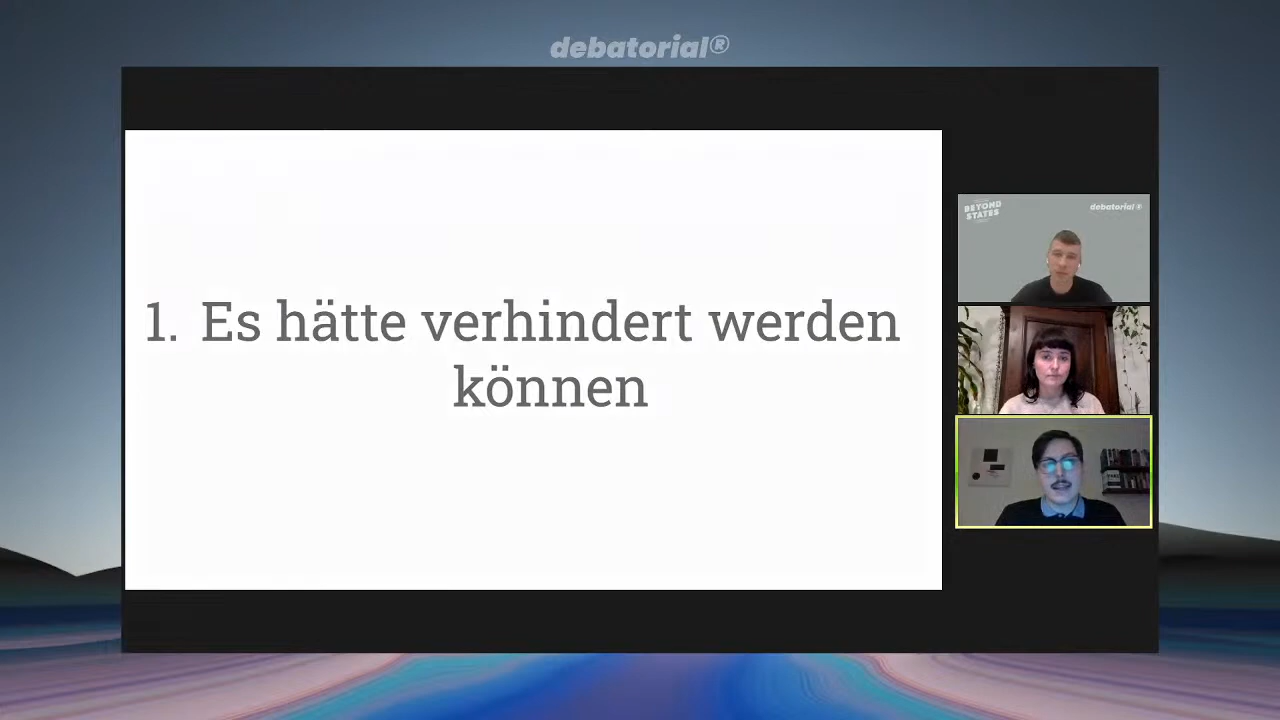 debatorial®
1. Es hätte verhindert werden
können
BEYOND
STATES
debatorial®